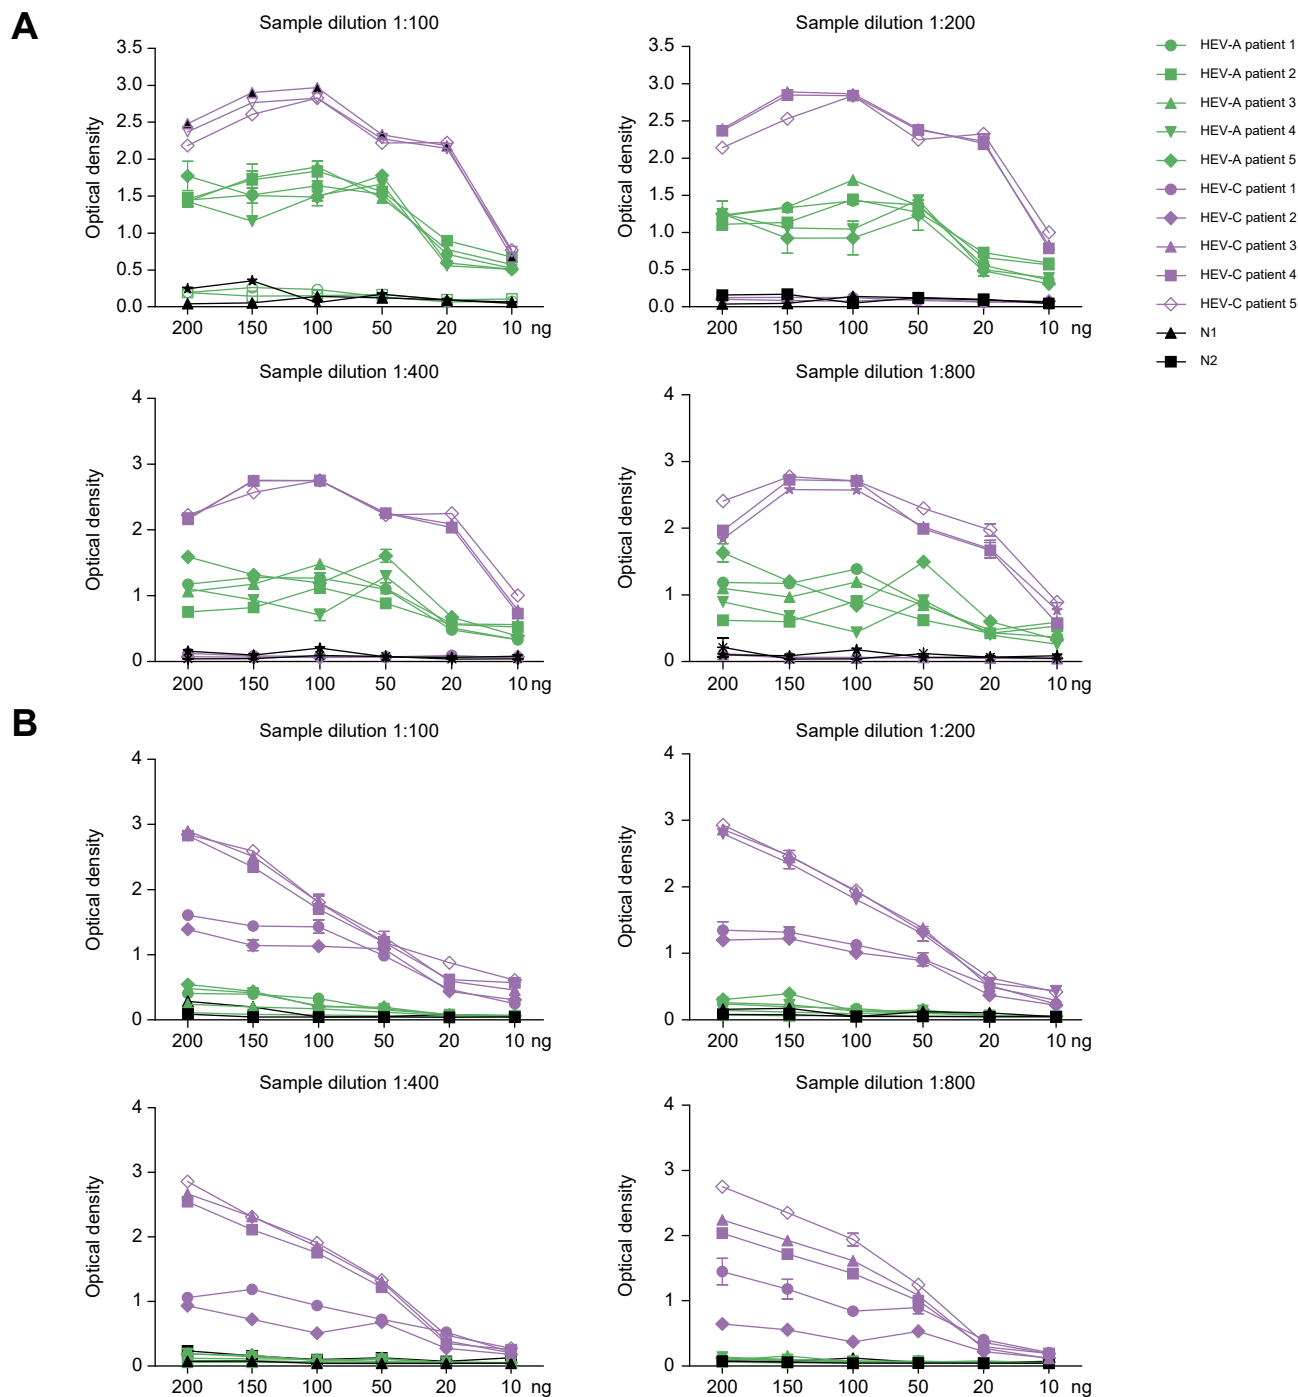 A
Sample dilution 1:100
Optical density
3.5
3.0
2.5
2.0
1.5
1.0
0.5
0.0
200 150 100 50 20 10 ng
Sample dilution 1:200
Optical density
3.5
3.0
2.5
2.0
1.5
1.0
0.5
0.0
200 150 100 50 20 10 ng
HEV-A patient 1
HEV-A patient 2
HEV-A patient 3
HEV-A patient 4
HEV-A patient 5
HEV-C patient 1
HEV-C patient 2
HEV-C patient 3
HEV-C patient 4
HEV-C patient 5
N1
N2
Sample dilution 1:400
Optical density
4
3
2
1
0
200 150 100 50 20 10 ng
Sample dilution 1:800
Optical density
4
3
2
1
0
200 150 100 50 20 10 ng
B
Sample dilution 1:100
Optical density
4
3
2
1
0
200 150 100 50 20 10 ng
Sample dilution 1:200
Optical density
4
3
2
1
0
200 150 100 50 20 10 ng
Sample dilution 1:400
Optical density
4
3
2
1
0
200 150 100 50 20 10 ng
Sample dilution 1:800
Optical density
4
3
2
1
0
200 150 100 50 20 10 ng